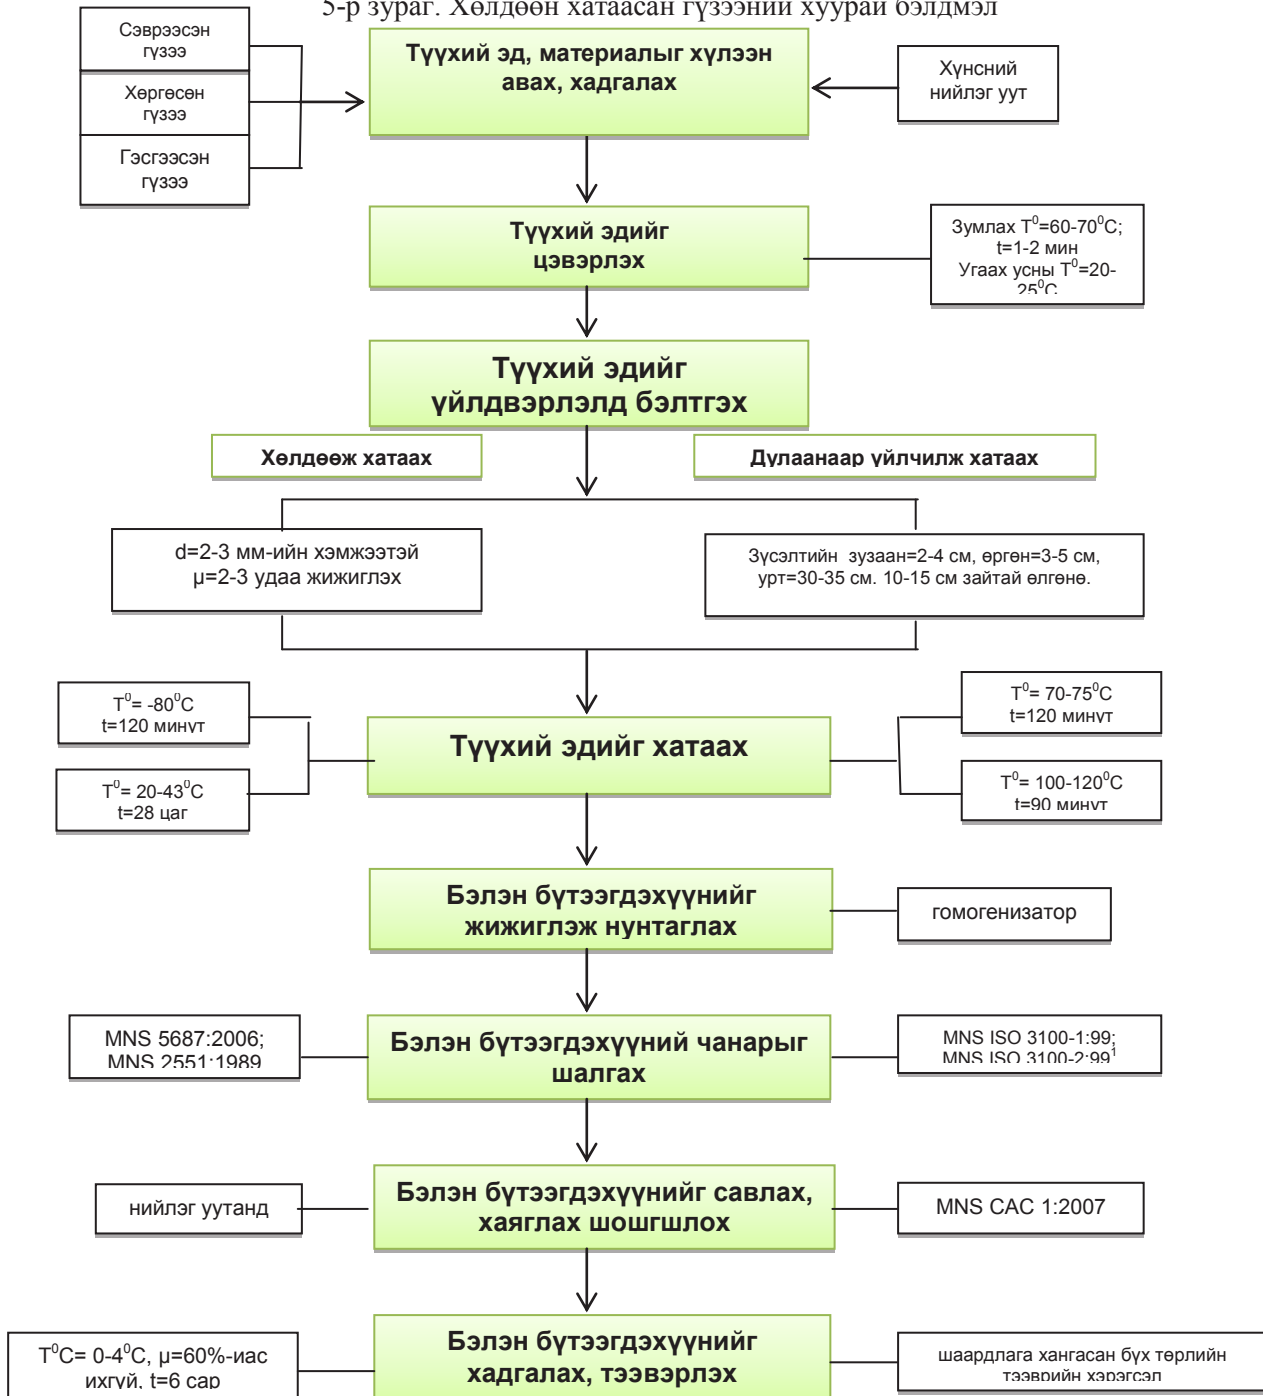 5-р зураг. Хөлдөөн хатаасан гүзээний хуурай бэлдмэл
Сэврээсэн
гүзээ
Хөргөсөн
гүзээ
Гэсгээсэн
гүзээ
Түүхий эд, материалыг хүлээн
авах, хадгалах
Хүнсний
нийлэг уут
Түүхий эдийг
цэвэрлэх
Зумлах T⁰=60-70⁰C;
t=1-2 мин
Угаах усны T⁰=20-
25⁰C
Түүхий эдийг
үйлдвэрлэлд бэлтгэх
Хөлдөөж хатаах
Дулаанаар үйлчилж хатаах
d=2-3 мм-ийн хэмжээтэй
µ=2-3 удаа жижиглэх
Зүсэлтийн зузаан=2-4 см, өргөн=3-5 см,
урт=30-35 см. 10-15 см зайтай өлгөнө.
T⁰= -80⁰C
t=120 минут
T⁰= 20-43⁰C
t=28 цаг
Түүхий эдийг хатаах
T⁰= 70-75⁰C
t=120 минут
T⁰= 100-120⁰C
t=90 минут
Бэлэн бүтээгдэхүүнийг
жижиглэж нунтаглах
гомогенизатор
MNS 5687:2006;
MNS 2551:1989
Бэлэн бүтээгдэхүүний чанарыг
шалгах
MNS ISO 3100-1:99;
MNS ISO 3100-2:99¹
нийлэг уутанд
Бэлэн бүтээгдэхүүнийг савлах,
хаяглах шошгшлох
MNS CAC 1:2007
T⁰C= 0-4⁰C, µ=60%-иас
ихгүй, t=6 сар
Бэлэн бүтээгдэхүүнийг
хадгалах, тээвэрлэх
шаардлага хангасан бүх төрлийн
тээврийн хэрэгсэл